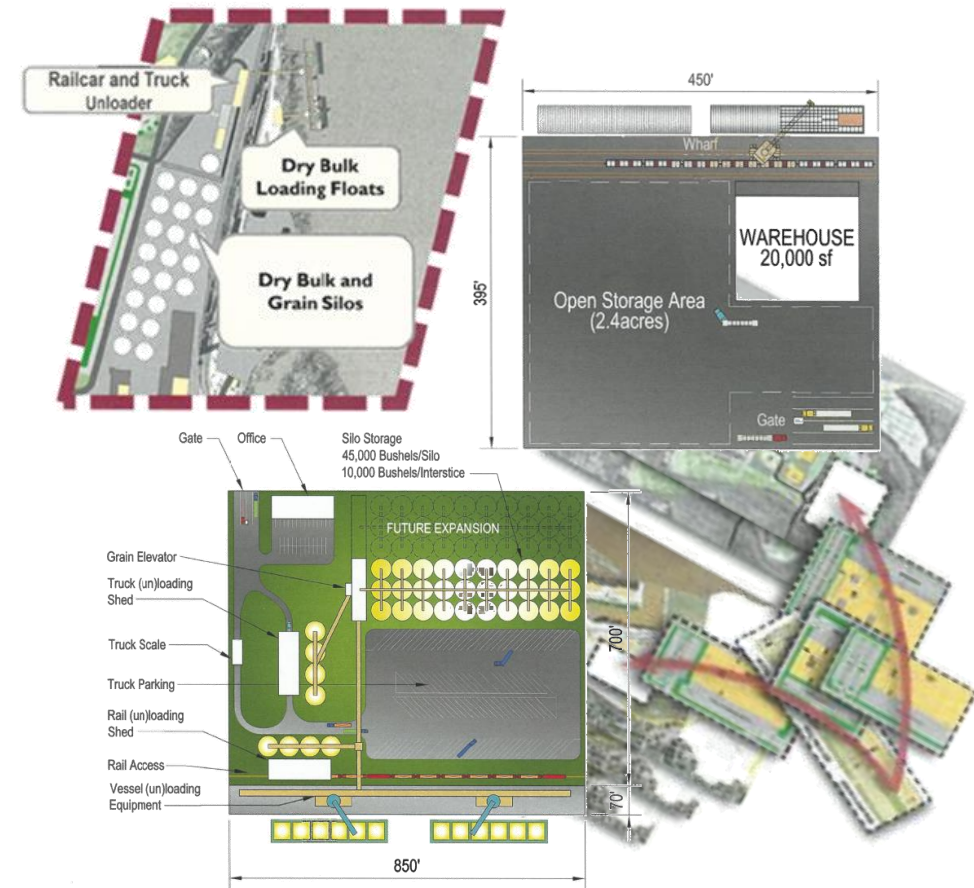 Railcar and Truck
Unloader
Dry Bulk
Loading Floats
Dry Bulk and
Grain Silos
450'
395'
Wharf
WAREHOUSE
20,000 sf
Open Storage Area
(2.4acres)
Gate
Gate
Office
Silo Storage
45,000 Bushels/Silo
10,000 Bushels/Interstice
FUTURE EXPANSION
Grain Elevator
Truck (un)loading
Shed
Truck Scale
Truck Parking
Rail (un)loading
Shed
Rail Access
Vessel (un)loading
Equipment
700'
70'
850'